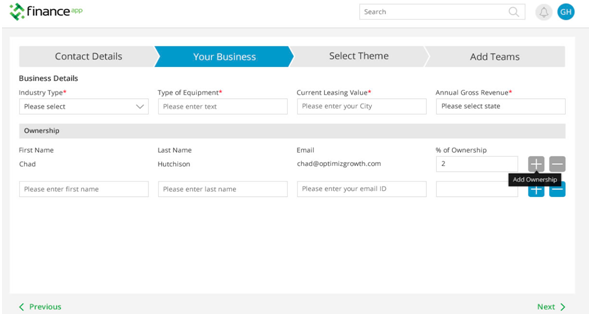 finance app
Search
GH
Contact Details
Your Business
Select Theme
Add Teams
Business Details
Industry Type* Type of Equipment* Current Leasing Value* Annual Gross Revenue*
Please select Please enter text Please enter your City Please select state
Ownership
First Name Last Name Email % of Ownership
Chad Hutchison chad@optimizgrowth.com 2
Add Ownership
Please enter first name Please enter last name Please enter your email ID
Previous Next